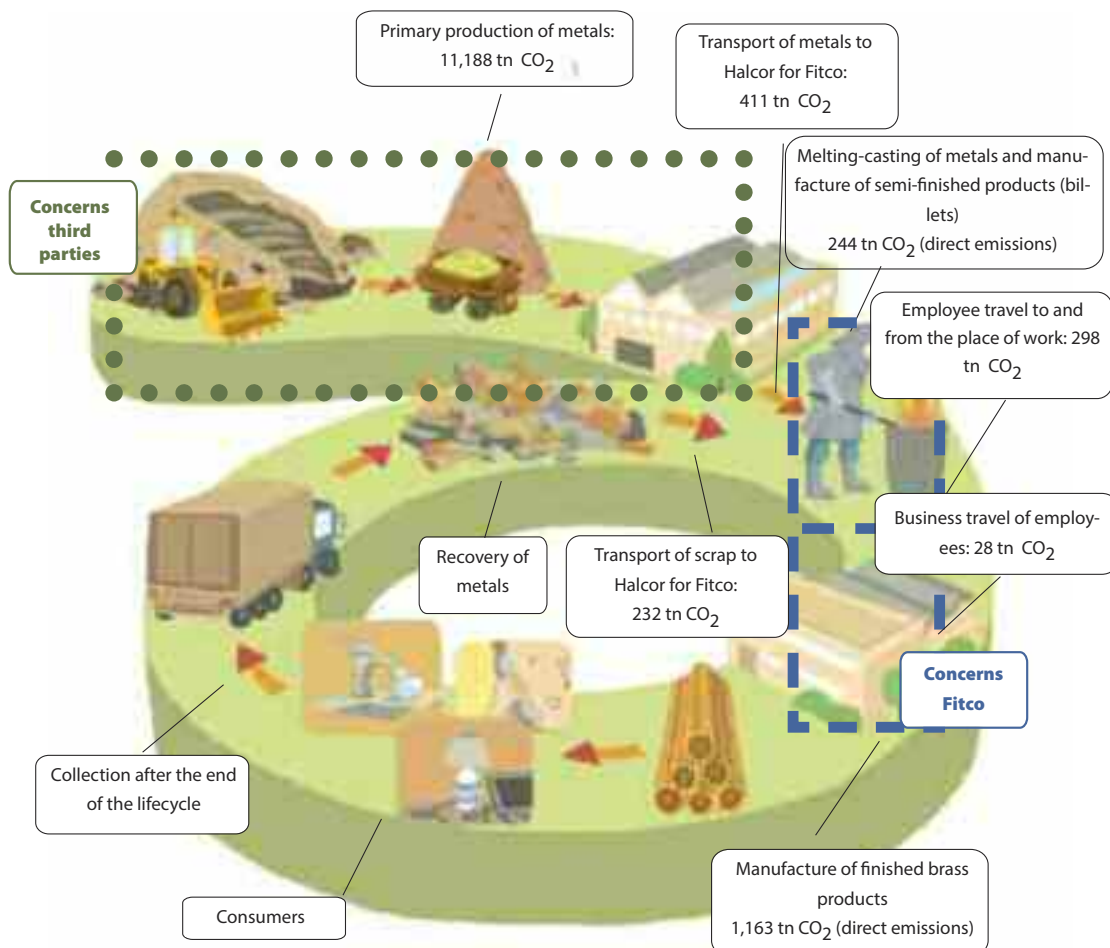 Primary production of metals:
11,188 tn CO2
Transport of metals to
Halcor for Fitco:
411 tn CO2
Melting-casting of metals and manu-
facture of semi-finished products (bil-
lets)
244 tn CO2 (direct emissions)
Concerns
third
parties
Employee travel to and
from the place of work: 298
tn CO2
Business travel of employ-
ees: 28 tn CO2
Recovery of
metals
Transport of scrap to
Halcor for Fitco:
232 tn CO2
Concerns
Fitco
Collection after the end
of the lifecycle
Manufacture of finished brass
products
1,163 tn CO2 (direct emissions)
Consumers